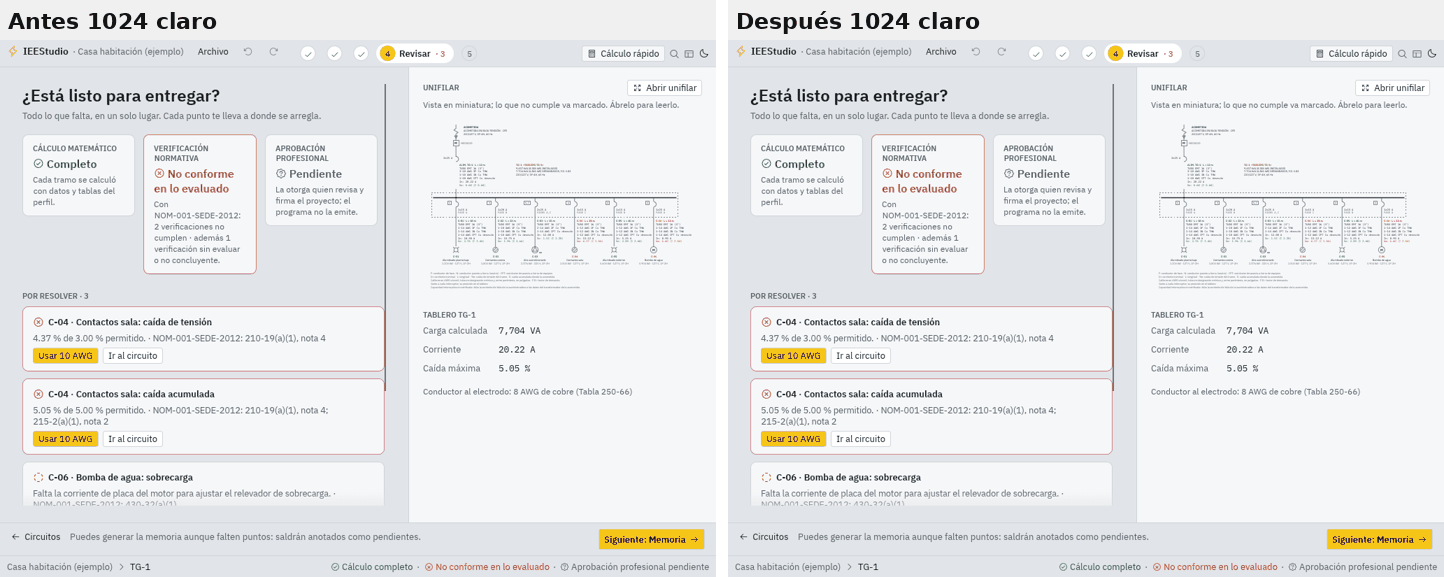 Antes 1024 claro
IEEStudio · Casa habitación (ejemplo) Archivo 4 Revisar · 3 5 Cálculo rápido
¿Está listo para entregar?
Todo lo que falta, en un solo lugar. Cada punto te lleva a donde se arregla.
CÁLCULO MATEMÁTICO
Completo
Cada tramo se calculó
con datos y tablas del
perfil.
VERIFICACIÓN
NORMATIVA
No conforme
en lo evaluado
Con
NOM-001-SEDE-2012:
2 verificaciones no
cumplen · además 1
verificación sin evaluar
o no concluyente.
APROBACIÓN
PROFESIONAL
Pendiente
La otorga quien revisa y
firma el proyecto; el
programa no la emite.
POR RESOLVER · 3
C-04 · Contactos sala: caída de tensión
4.37 % de 3.00 % permitido. · NOM-001-SEDE-2012: 210-19(a)(1), nota 4
Usar 10 AWG Ir al circuito
C-04 · Contactos sala: caída acumulada
5.05 % de 5.00 % permitido. · NOM-001-SEDE-2012: 210-19(a)(1), nota 4;
215-2(a)(1), nota 2
Usar 10 AWG Ir al circuito
C-06 · Bomba de agua: sobrecarga
Falta la corriente de placa del motor para ajustar el relevador de sobrecarga. ·
NOM-001-SEDE-2012: 430-32(a)(1)
UNIFILAR
Abrir unifilar
Vista en miniatura; lo que no cumple va marcado. Ábrelo para leerlo.
TABLERO TG-1
Carga calculada 7,704 VA
Corriente 20.22 A
Caída máxima 5.05 %
Conductor al electrodo: 8 AWG de cobre (Tabla 250-66)
Circuitos Puedes generar la memoria aunque falten puntos: saldrán anotados como pendientes. Siguiente: Memoria
Casa habitación (ejemplo) TG-1 Cálculo completo · No conforme en lo evaluado · Aprobación profesional pendiente
Después 1024 claro
IEEStudio · Casa habitación (ejemplo) Archivo 4 Revisar · 3 5 Cálculo rápido
¿Está listo para entregar?
Todo lo que falta, en un solo lugar. Cada punto te lleva a donde se arregla.
CÁLCULO MATEMÁTICO
Completo
Cada tramo se calculó
con datos y tablas del
perfil.
VERIFICACIÓN
NORMATIVA
No conforme
en lo evaluado
Con
NOM-001-SEDE-2012:
2 verificaciones no
cumplen · además 1
verificación sin evaluar
o no concluyente.
APROBACIÓN
PROFESIONAL
Pendiente
La otorga quien revisa y
firma el proyecto; el
programa no la emite.
POR RESOLVER · 3
C-04 · Contactos sala: caída de tensión
4.37 % de 3.00 % permitido. · NOM-001-SEDE-2012: 210-19(a)(1), nota 4
Usar 10 AWG Ir al circuito
C-04 · Contactos sala: caída acumulada
5.05 % de 5.00 % permitido. · NOM-001-SEDE-2012: 210-19(a)(1), nota 4;
215-2(a)(1), nota 2
Usar 10 AWG Ir al circuito
C-06 · Bomba de agua: sobrecarga
Falta la corriente de placa del motor para ajustar el relevador de sobrecarga. ·
NOM-001-SEDE-2012: 430-32(a)(1)
UNIFILAR
Abrir unifilar
Vista en miniatura; lo que no cumple va marcado. Ábrelo para leerlo.
TABLERO TG-1
Carga calculada 7,704 VA
Corriente 20.22 A
Caída máxima 5.05 %
Conductor al electrodo: 8 AWG de cobre (Tabla 250-66)
Circuitos Puedes generar la memoria aunque falten puntos: saldrán anotados como pendientes. Siguiente: Memoria
Casa habitación (ejemplo) TG-1 Cálculo completo · No conforme en lo evaluado · Aprobación profesional pendiente